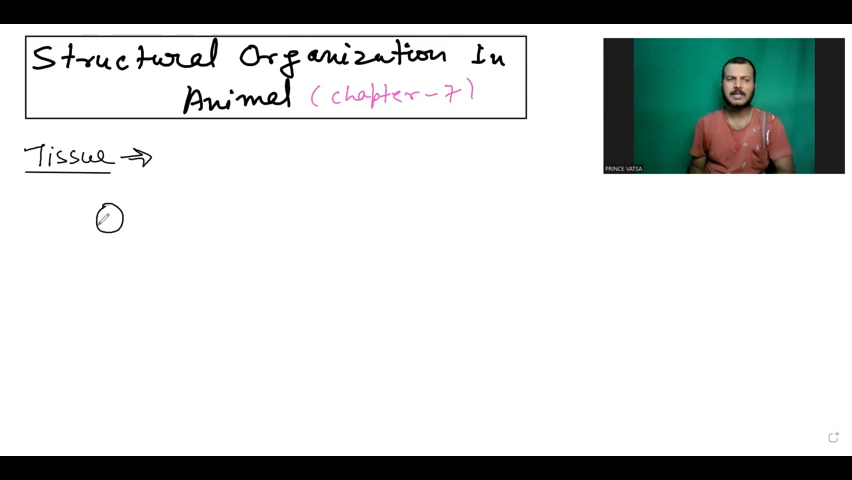 Structural Organization In
Animal (Chapter-7)
Tissue →
PRINCE VATSA